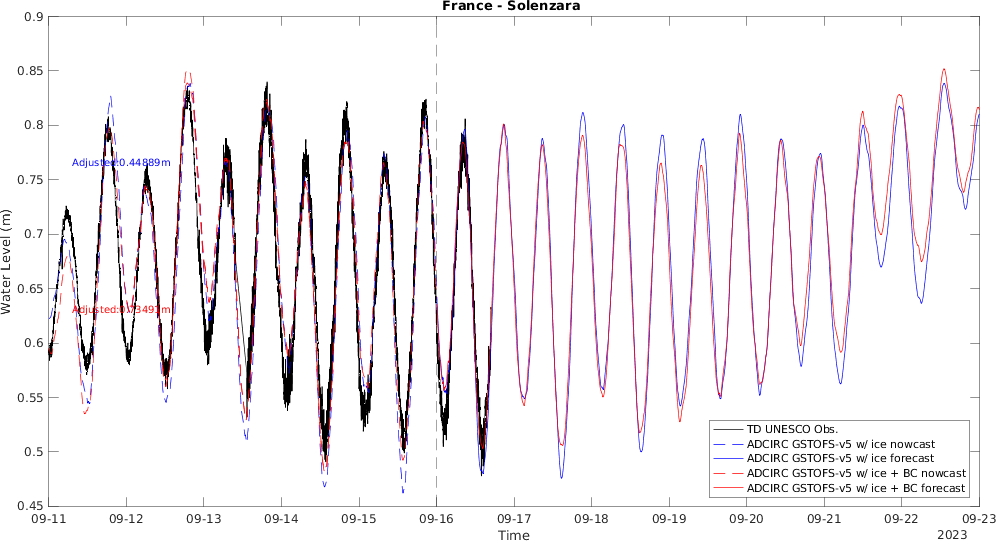 France - Solenzara
0.9
0.85
0.8
0.75
0.7
0.65
0.6
0.55
0.5
0.45
Water Level (m)
Adjusted:0.44889m
TD UNESCO Obs.
ADCIRC GSTOFS-v5 w/ ice nowcast
ADCIRC GSTOFS-v5 w/ ice forecast
ADCIRC GSTOFS-v5 w/ ice + BC nowcast
ADCIRC GSTOFS-v5 w/ ice + BC forecast
09-11 09-12 09-13 09-14 09-15 09-16 09-17 09-18 09-19 09-20 09-21 09-22 09-23
Time
2023